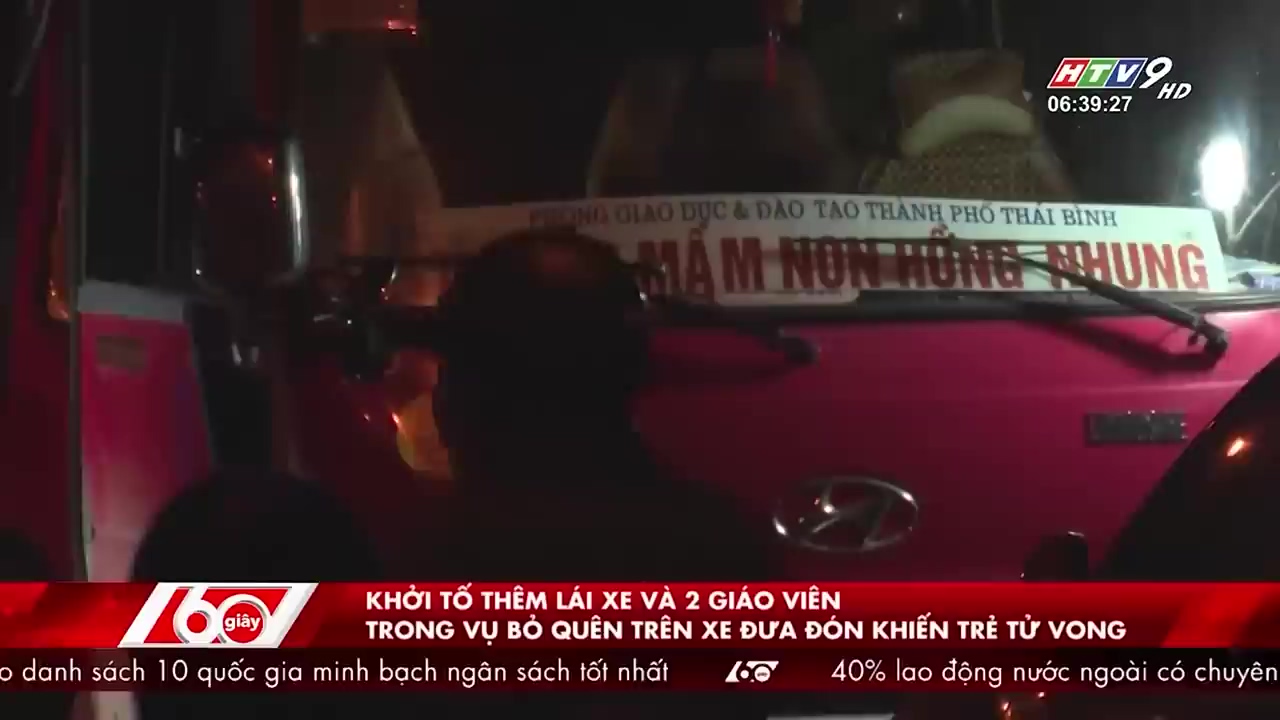 HTV9 HD
06:39:27
PHÒNG GIÁO DỤC & ĐÀO TẠO THÀNH PHỐ THÁI BÌNH
MẦM NON HỒNG NHUNG
60 giây
KHỞI TỐ THÊM LÁI XE VÀ 2 GIÁO VIÊN
TRONG VỤ BỎ QUÊN TRÊN XE ĐƯA ĐÓN KHIẾN TRẺ TỬ VONG
o danh sách 10 quốc gia minh bạch ngân sách tốt nhất 60 40% lao động nước ngoài có chuyên